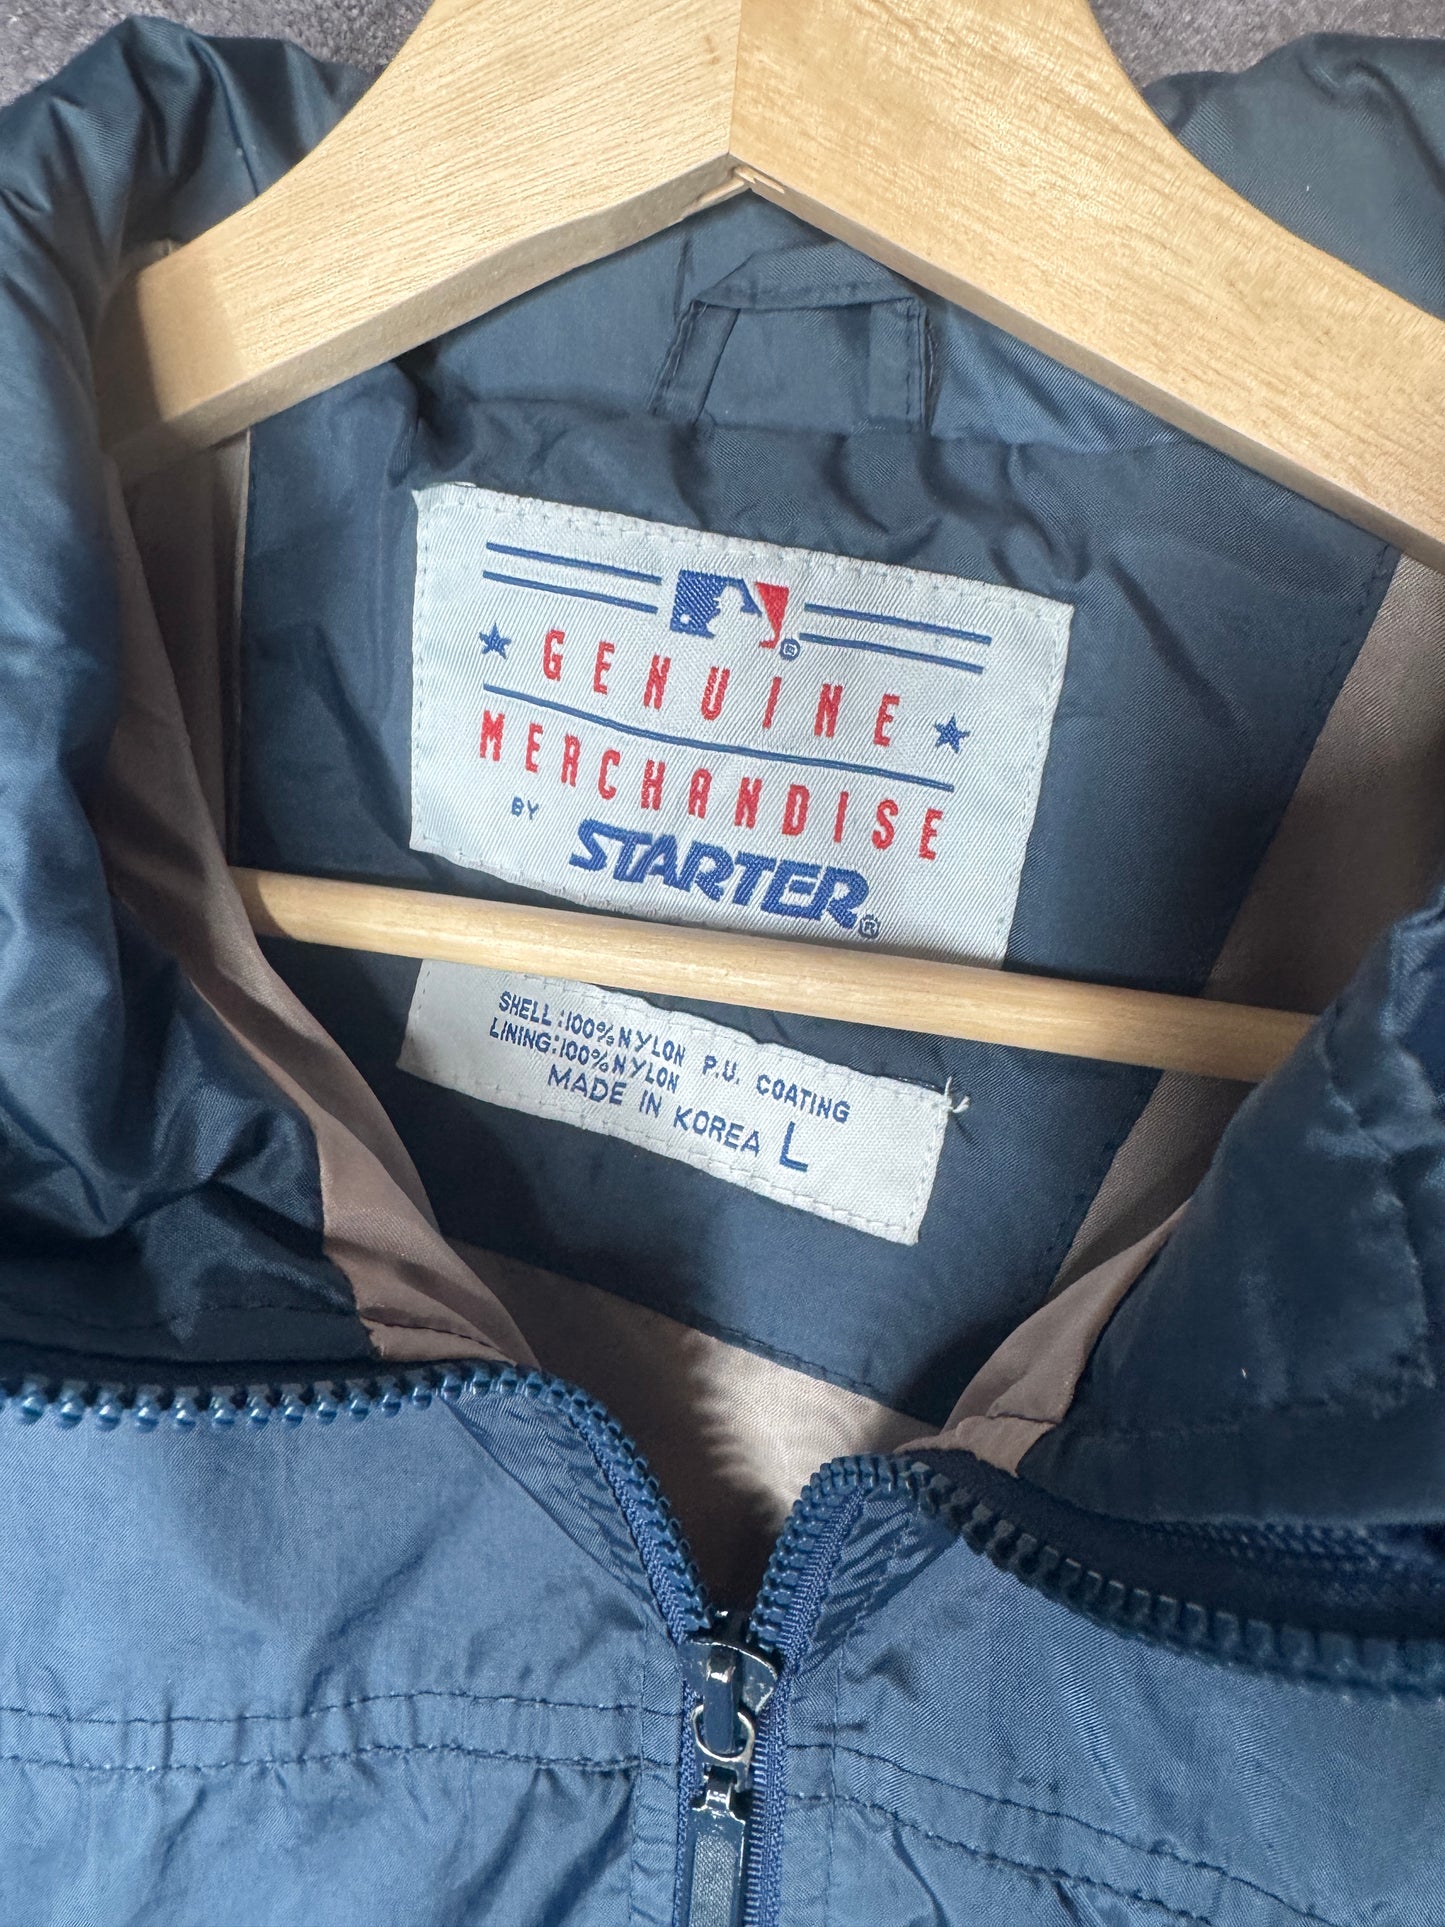 ®
GENUINE
MERCHANDISE
BY STARTER®
SHELL:100% NYLON P.U. COATING
LINING:100% NYLON
MADE IN KOREA L